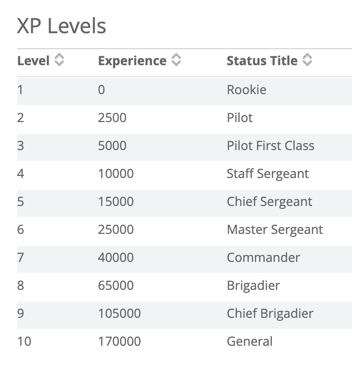 XP Levels
Level Experience Status Title
1 0 Rookie
2 2500 Pilot
3 5000 Pilot First Class
4 10000 Staff Sergeant
5 15000 Chief Sergeant
6 25000 Master Sergeant
7 40000 Commander
8 65000 Brigadier
9 105000 Chief Brigadier
10 170000 General